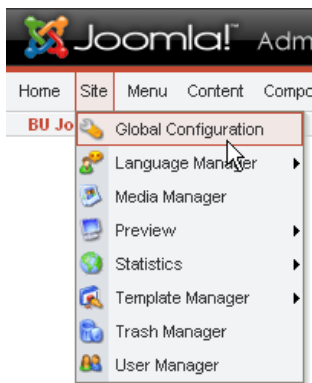 Joomla!™ Adm
Home Site Menu Content Compo
BU Jo
Global Configuration
Language Manager
Media Manager
Preview
Statistics
Template Manager
Trash Manager
User Manager